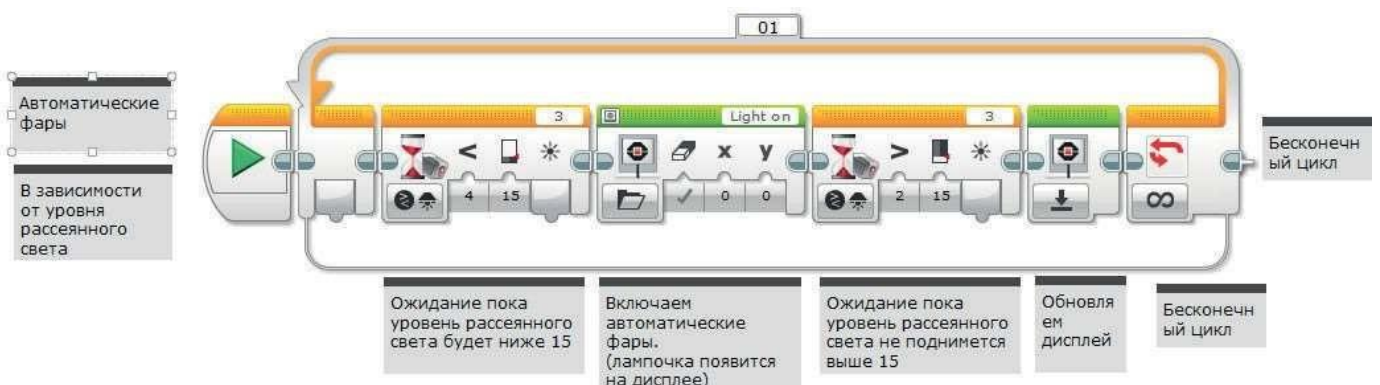 01
Автоматические
фары
В зависимости
от уровня
рассеянного
света
3
<
4
15
Light on
x
y
0
0
3
>
2
15
∞
Бесконечн
ый цикл
Ожидание пока
уровень рассеянного
света будет ниже 15
Включаем
автоматические
фары.
(лампочка появится
на дисплее)
Ожидание пока
уровень рассеянного
света не поднимется
выше 15
Обновля
ем
дисплей
Бесконечн
ый цикл